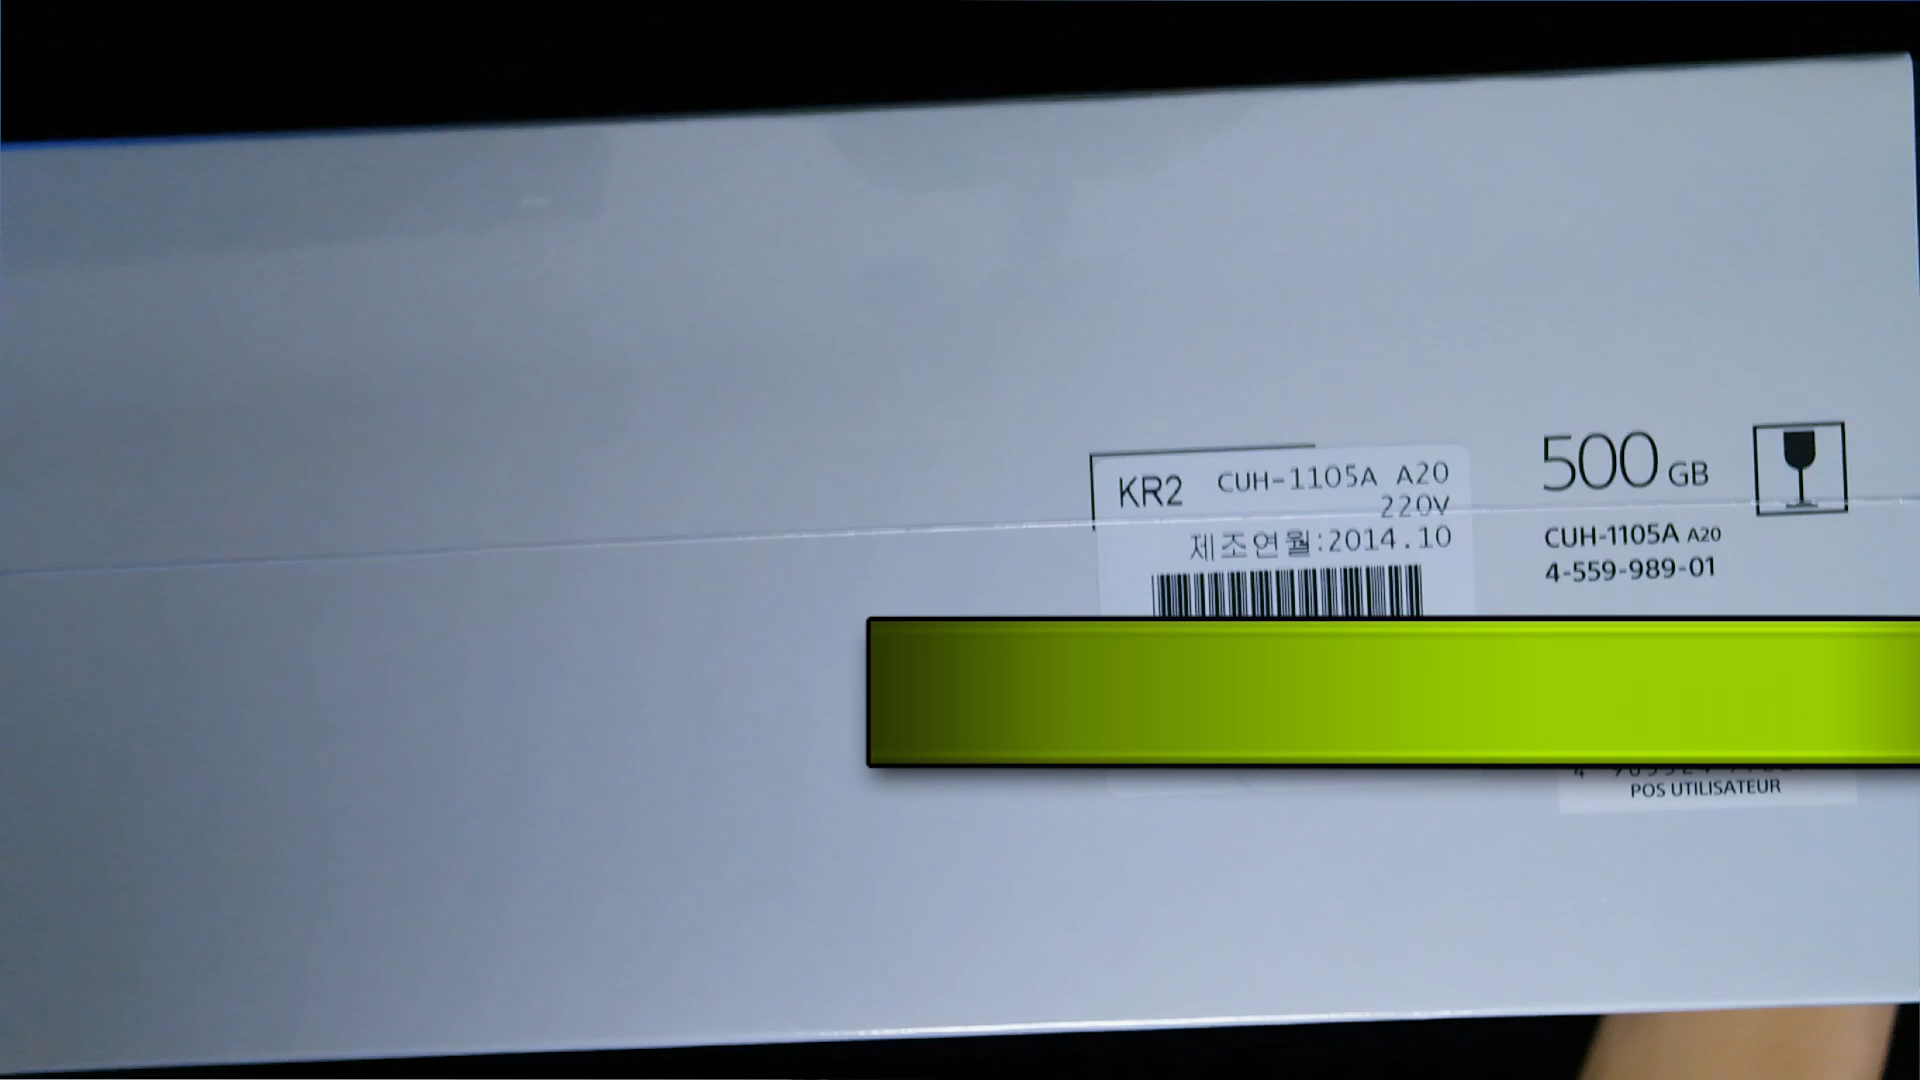 KR2 CUH-1105A A20
220V
제조연월:2014.10
500 GB
CUH-1105A A20
4-559-989-01
POS UTILISATEUR